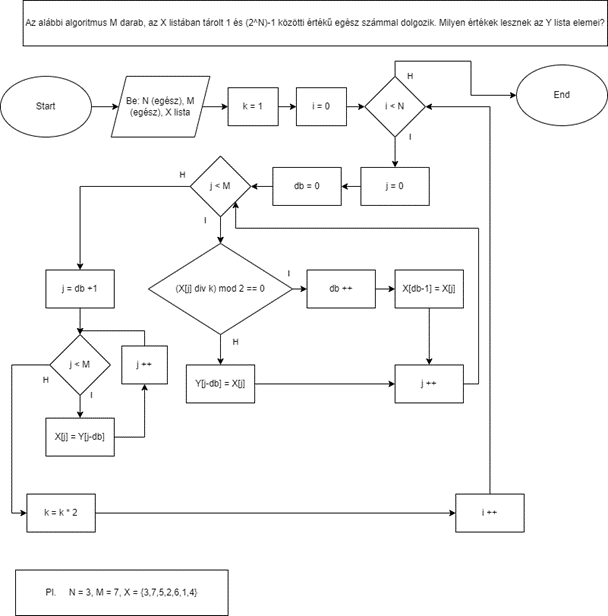 Az alábbi algoritmus M darab, az X listában tárolt 1 és (2^N)-1 közötti értékű egész számmal dolgozik. Milyen értékek lesznek az Y lista elemei?
Start
Be: N (egész), M
(egész), X lista
k = 1
i = 0
i < N
H
I
End
j = 0
db = 0
j < M
H
I
(X[j] div k) mod 2 == 0
I
H
db ++
X[db-1] = X[j]
Y[j-db] = X[j]
j ++
j = db +1
j < M
H
I
j ++
X[j] = Y[j-db]
k = k * 2
i ++
Pl. N = 3, M = 7, X = {3,7,5,2,6,1,4}